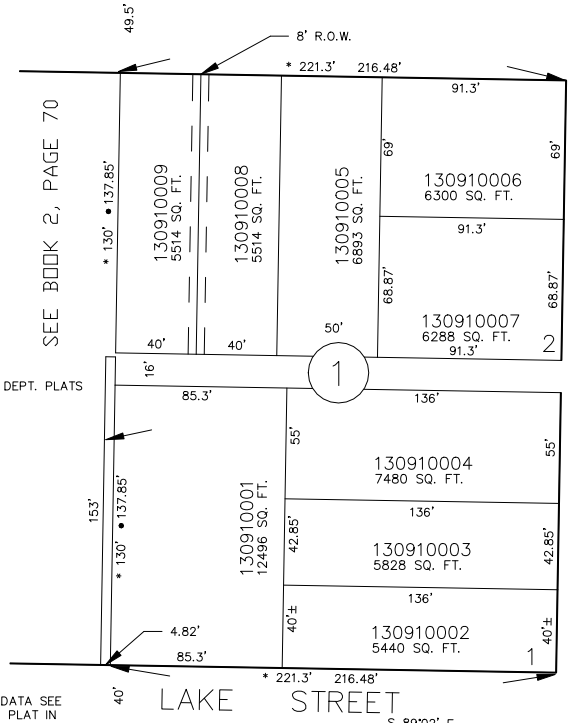 49.5'
8' R.O.W.
* 221.3' 216.48'
91.3'
SEE BOOK 2, PAGE 70
* 130' ● 137.85'
130910009
5514 SQ. FT.
130910008
5514 SQ. FT.
130910005
6893 SQ. FT.
69'
130910006
6300 SQ. FT.
69'
91.3'
68.87'
130910007
6288 SQ. FT.
68.87'
40'
40'
50'
91.3'
2
16'
1
DEPT. PLATS
85.3'
136'
55'
130910004
7480 SQ. FT.
55'
153'
* 130' ● 137.85'
130910001
12496 SQ. FT.
136'
42.85'
130910003
5828 SQ. FT.
42.85'
136'
40'±
130910002
5440 SQ. FT.
40'±
4.82'
85.3'
1
* 221.3' 216.48'
DATA SEE
PLAT IN
40'
LAKE STREET
S 89°02' E